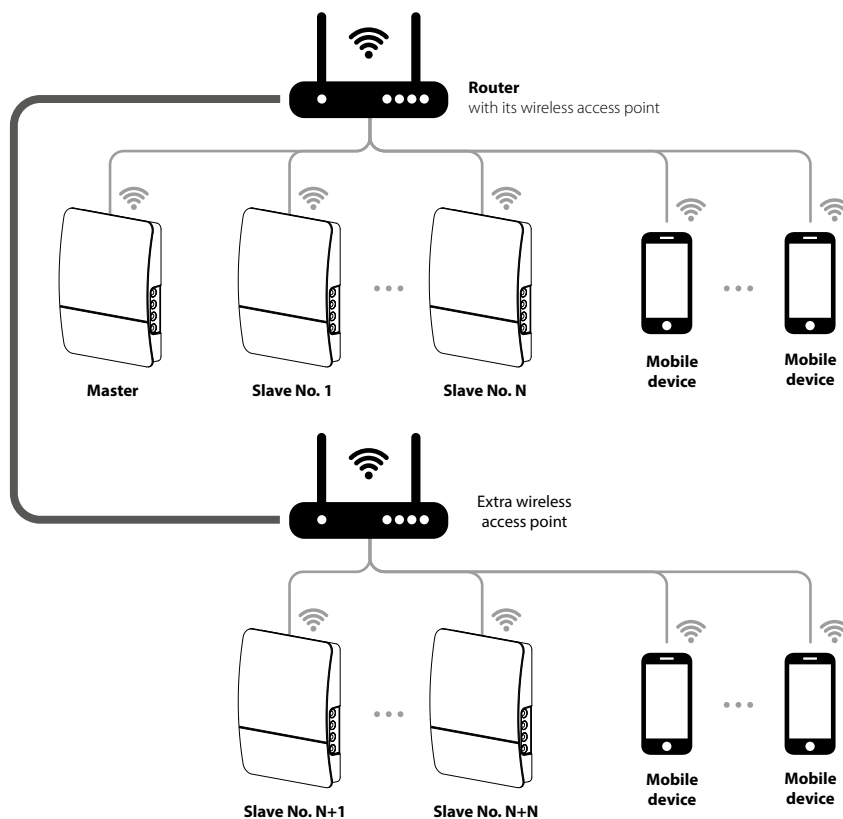 Router
with its wireless access point
Master
Slave No. 1
Slave No. N
Mobile
device
Mobile
device
Extra wireless
access point
Slave No. N+1
Slave No. N+N
Mobile
device
Mobile
device